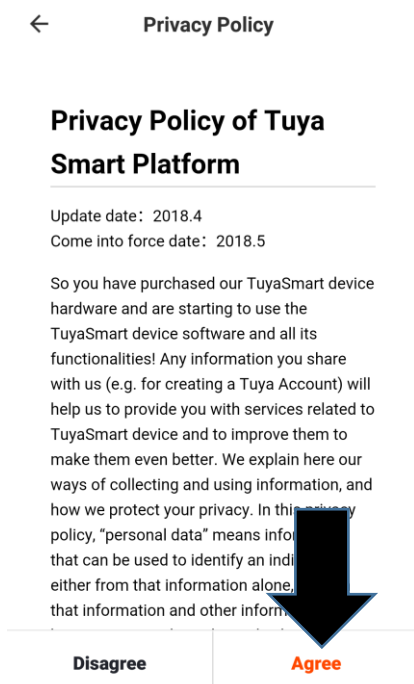 Privacy Policy
Privacy Policy of Tuya
Smart Platform
Update date：2018.4
Come into force date：2018.5
So you have purchased our TuyaSmart device
hardware and are starting to use the
TuyaSmart device software and all its
functionalities! Any information you share
with us (e.g. for creating a Tuya Account) will
help us to provide you with services related to
TuyaSmart device and to improve them to
make them even better. We explain here our
ways of collecting and using information, and
how we protect your privacy. In this privacy
policy, “personal data” means
that can be used to identify an
either from that information alone,
that information and other
Disagree
Agree